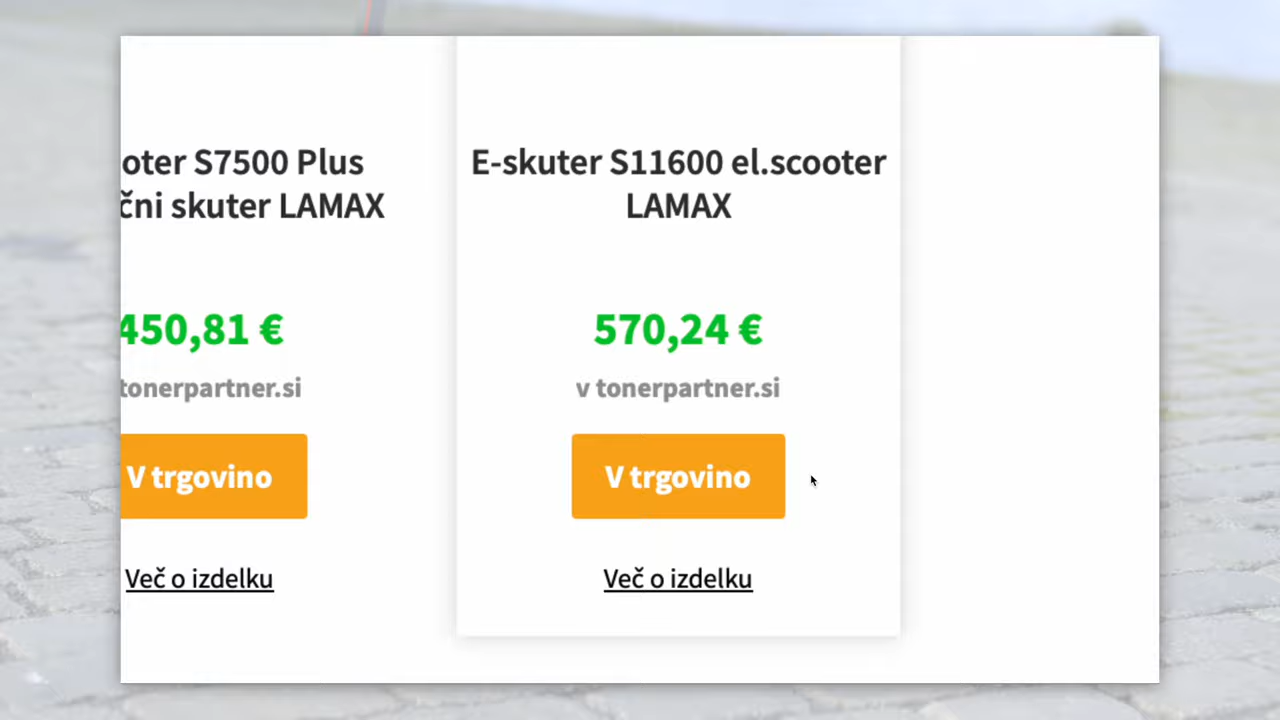 oter S7500 Plus
čni skuter LAMAX
450,81 €
tonerpartner.si
V trgovino
Več o izdelku
E-skuter S11600 el.scooter
LAMAX
570,24 €
v tonerpartner.si
V trgovino
Več o izdelku